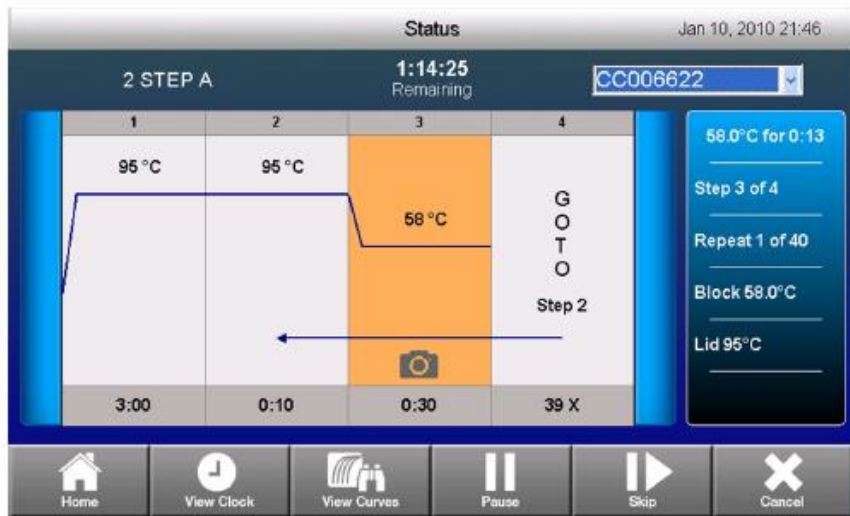 Status
Jan 10, 2010 21:46
2 STEP A
1:14:25
Remaining
CC006622
1 2 3 4
95 °C 95 °C
58 °C
G
O
T
O
Step 2
3:00 0:10 0:30 39 X
58.0°C for 0:13
Step 3 of 4
Repeat 1 of 40
Block 58.0°C
Lid 95°C
Home View Clock View Curves Pause Skip Cancel